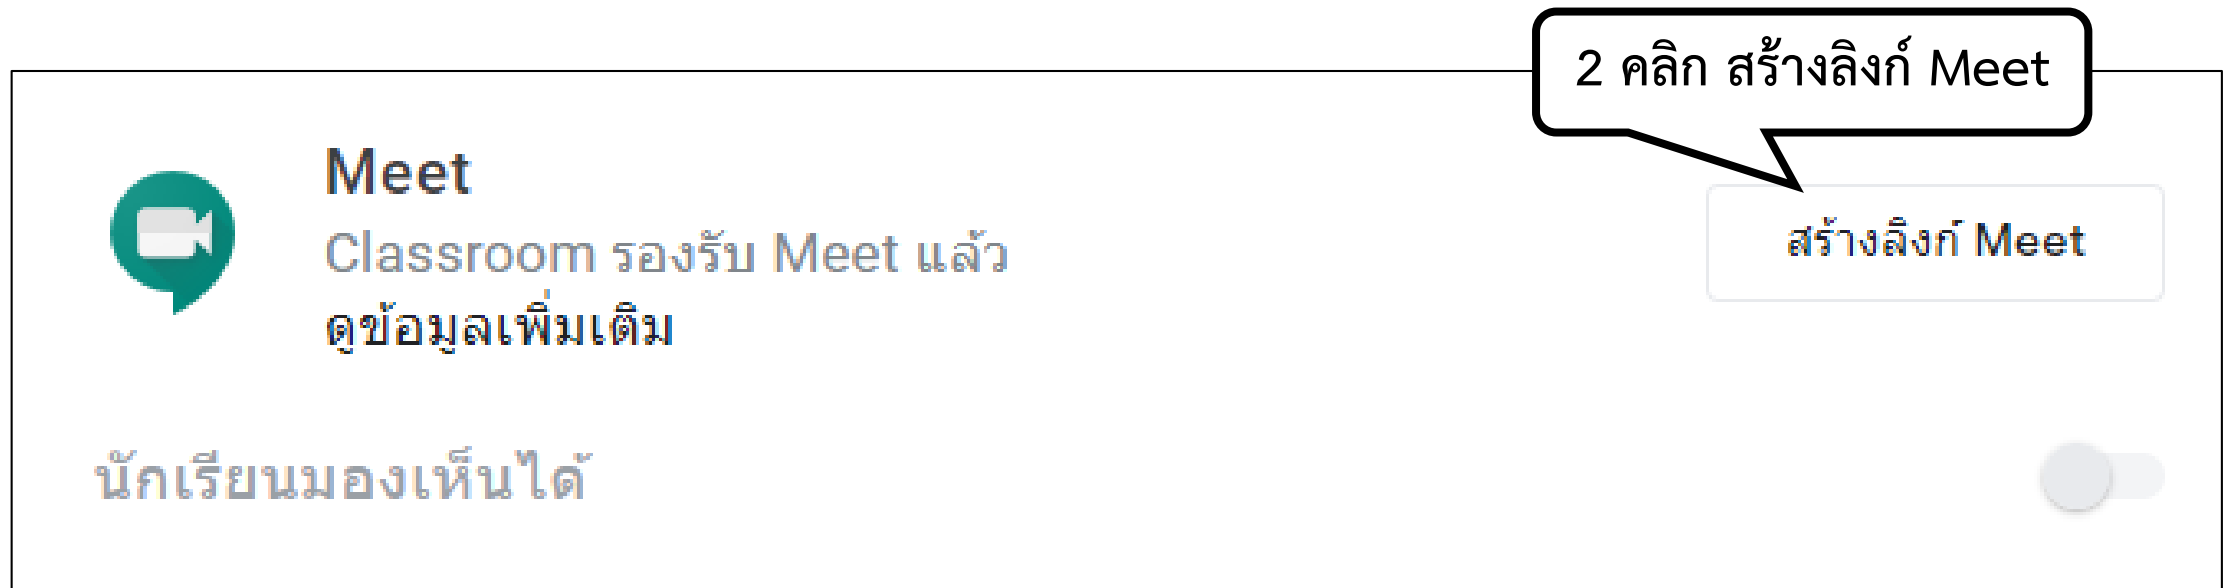 2 คลิก สร้างลิงก์ Meet
Meet
Classroom รองรับ Meet แล้ว
ดูข้อมูลเพิ่มเติม
สร้างลิงก์ Meet
นักเรียนมองเห็นได้